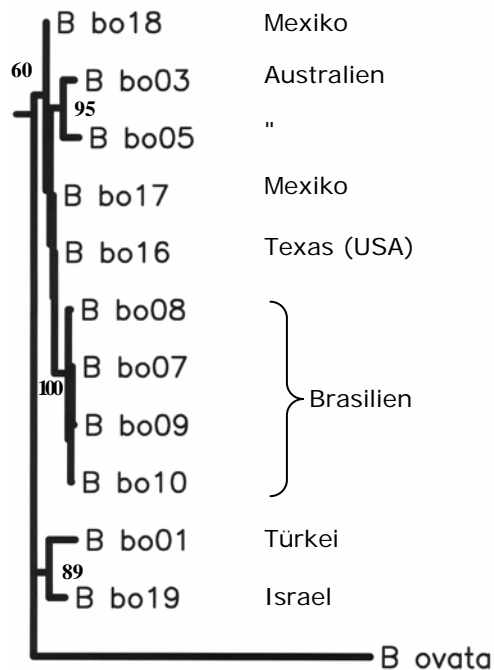 B bo18 Mexiko
60
B bo03 Australien
95
B bo05 "
B bo17 Mexiko
B bo16 Texas (USA)
B bo08
B bo07
100
Brasilien
B bo09
B bo10
B bo01 Türkei
89
B bo19 Israel
B ovata